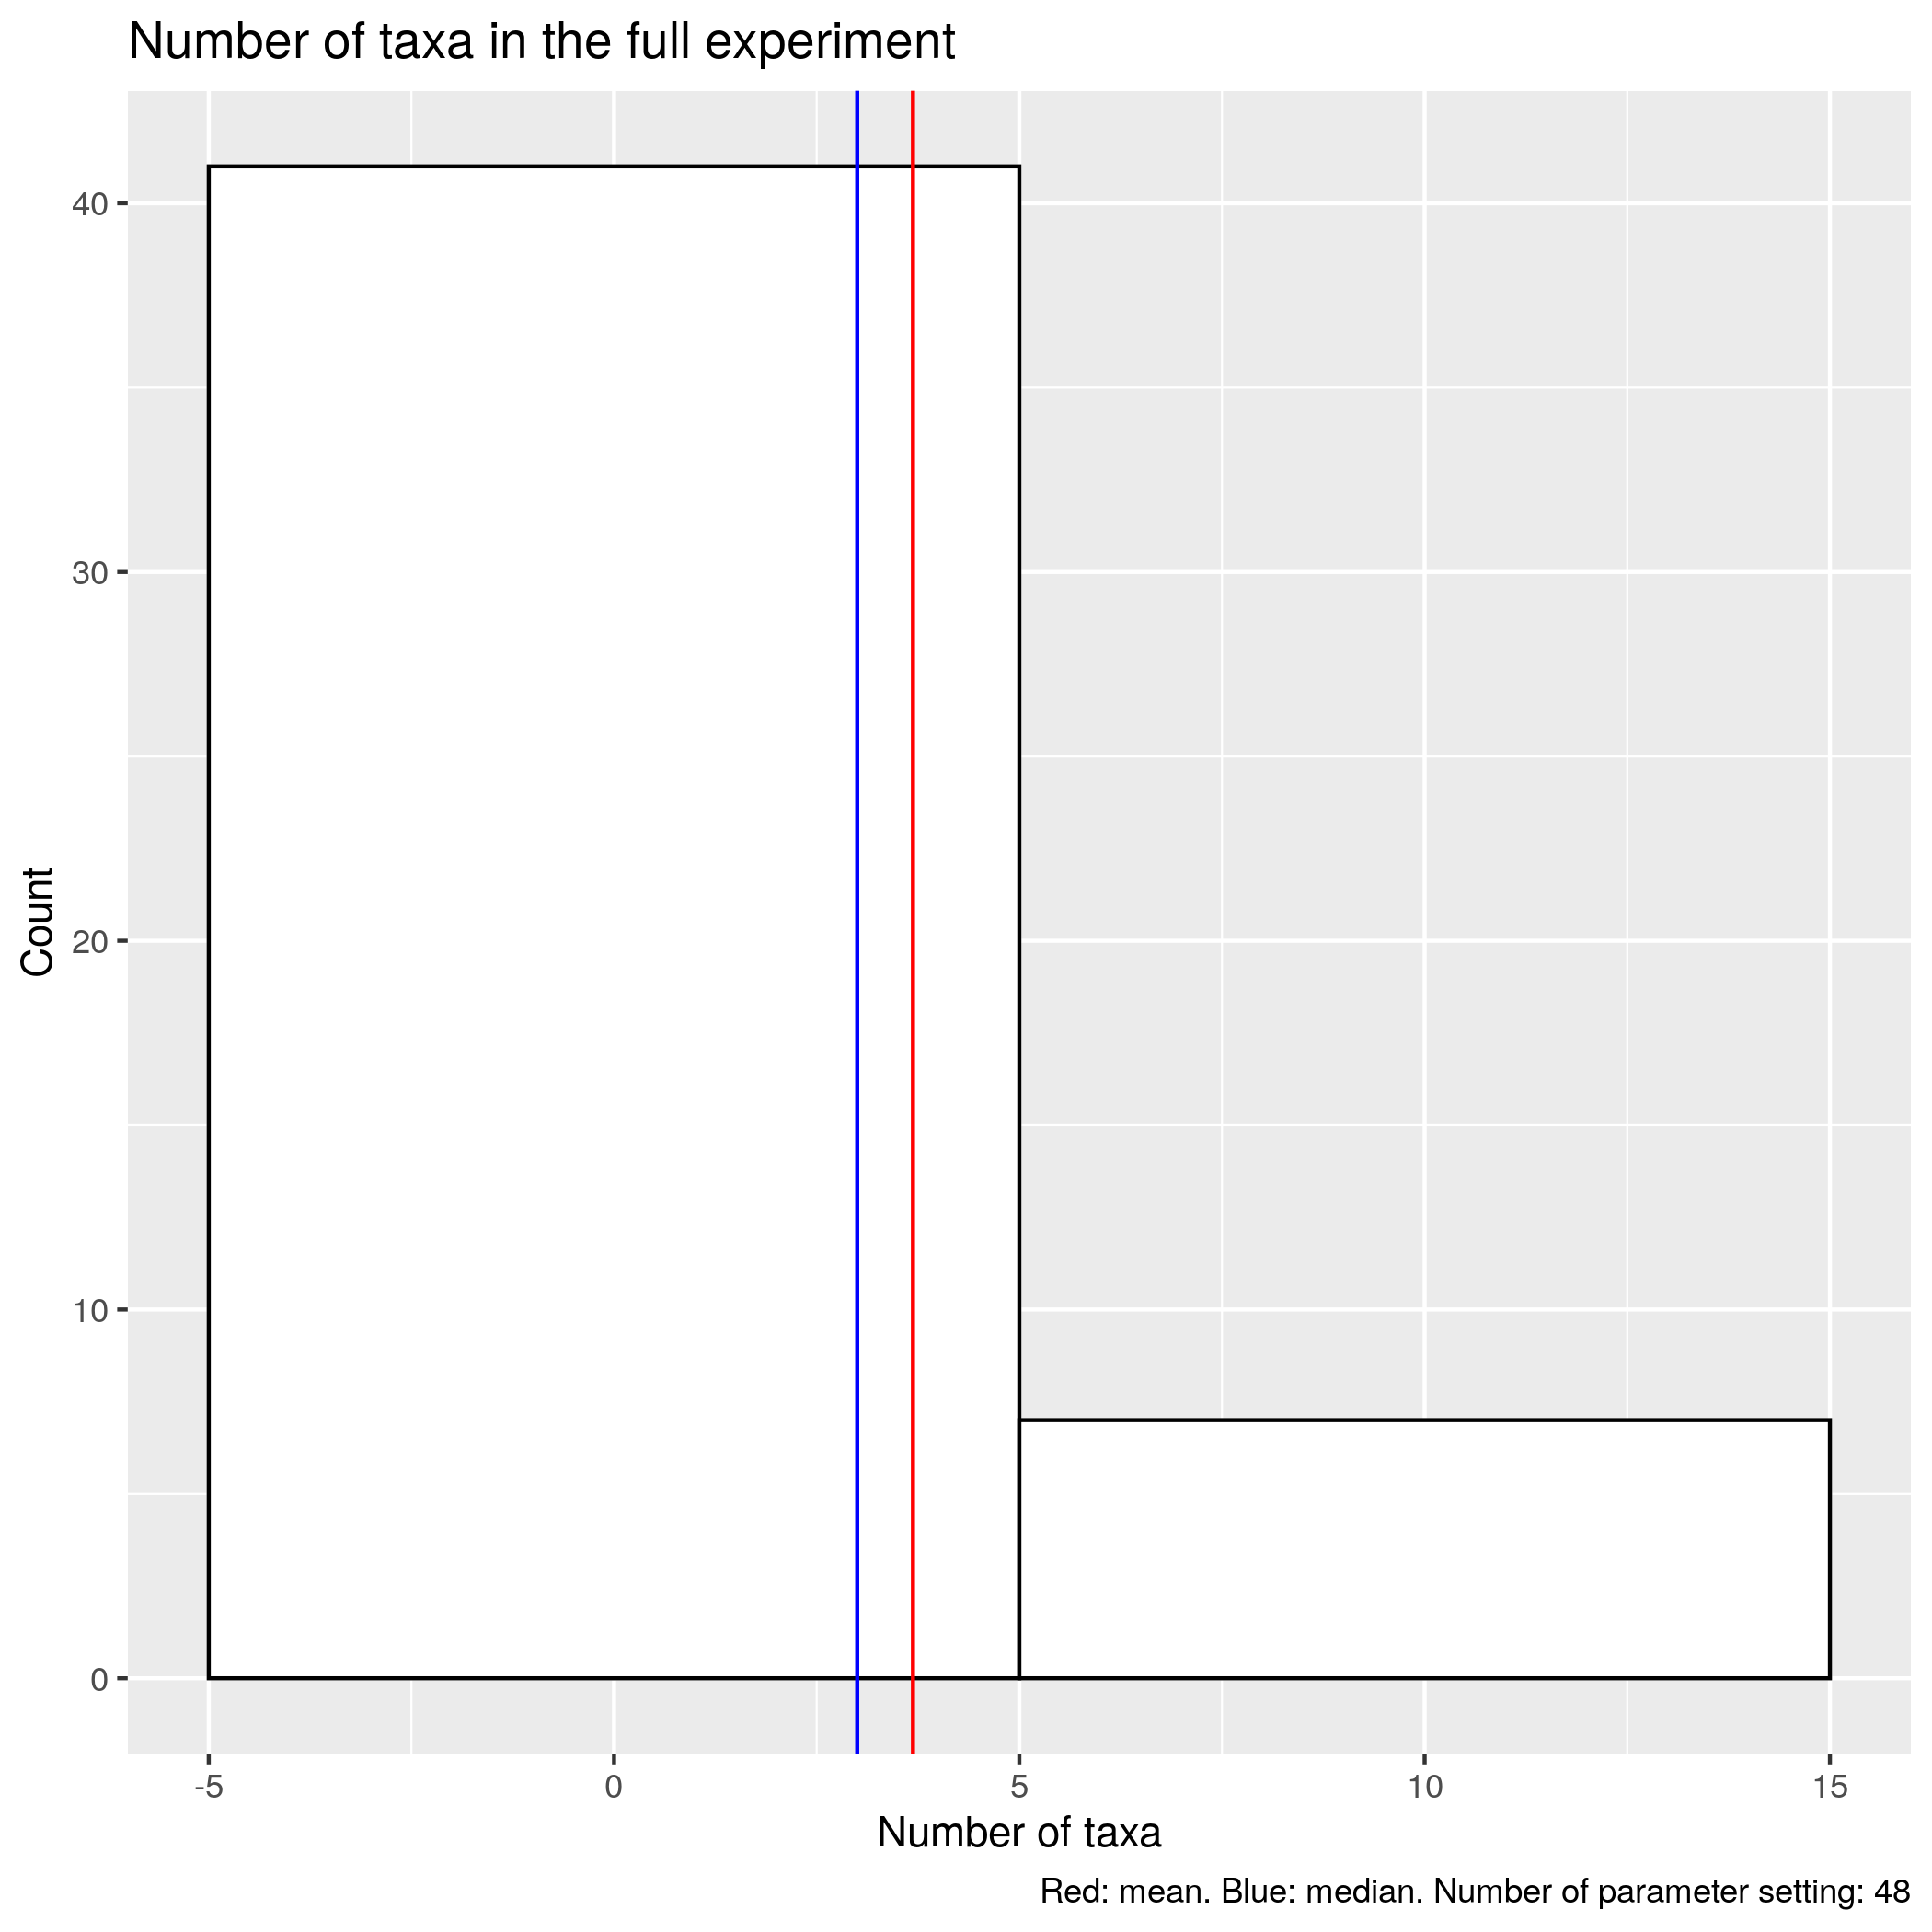 Number of taxa in the full experiment
40
30
20
10
0
Count
-5 0 5 10 15
Number of taxa
Red: mean. Blue: median. Number of parameter setting: 48